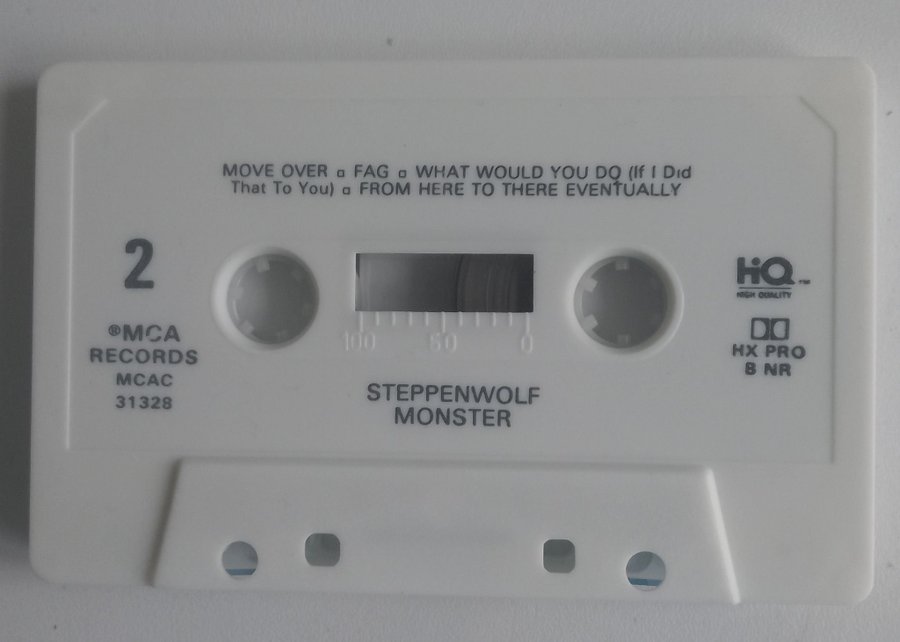 MOVE OVER ▫ FAG ▫ WHAT WOULD YOU DO (If I Did
That To You) ▫ FROM HERE TO THERE EVENTUALLY
2
®MCA
RECORDS
MCAC
31328
100 50 0
STEPPENWOLF
MONSTER
HiQ™
HIGH QUALITY
HX PRO
B NR